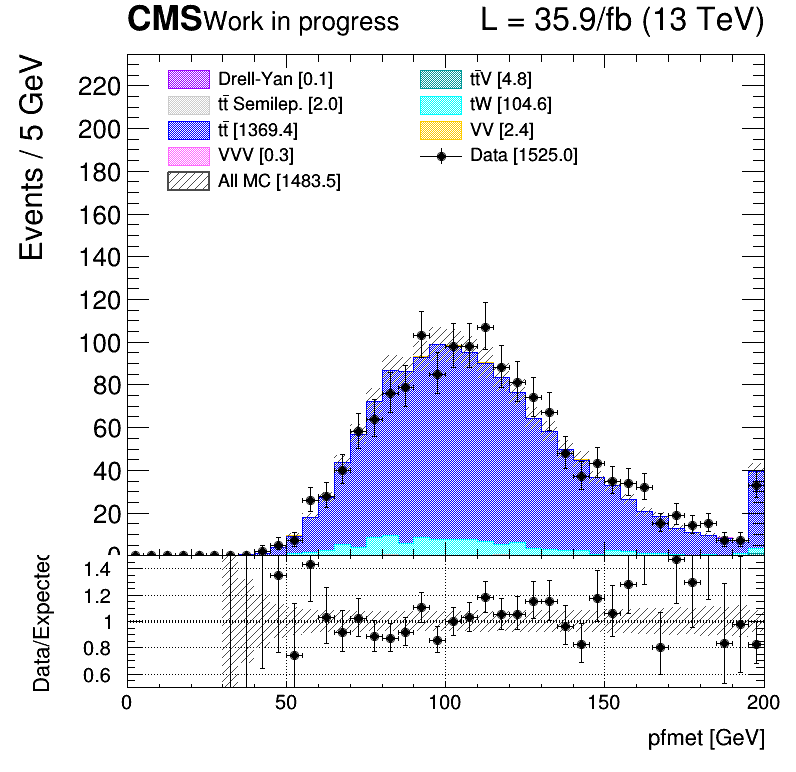 CMS Work in progress L = 35.9/fb (13 TeV)
Events / 5 GeV
220
200
180
160
140
120
100
80
60
40
20
0
Drell-Yan [0.1]
tt̄ Semilep. [2.0]
tt̄ [1369.4]
VVV [0.3]
All MC [1483.5]
tt̄V [4.8]
tW [104.6]
VV [2.4]
Data [1525.0]
Data/Expected
1.4
1.2
1
0.8
0.6
0 50 100 150 200
pfmet [GeV]